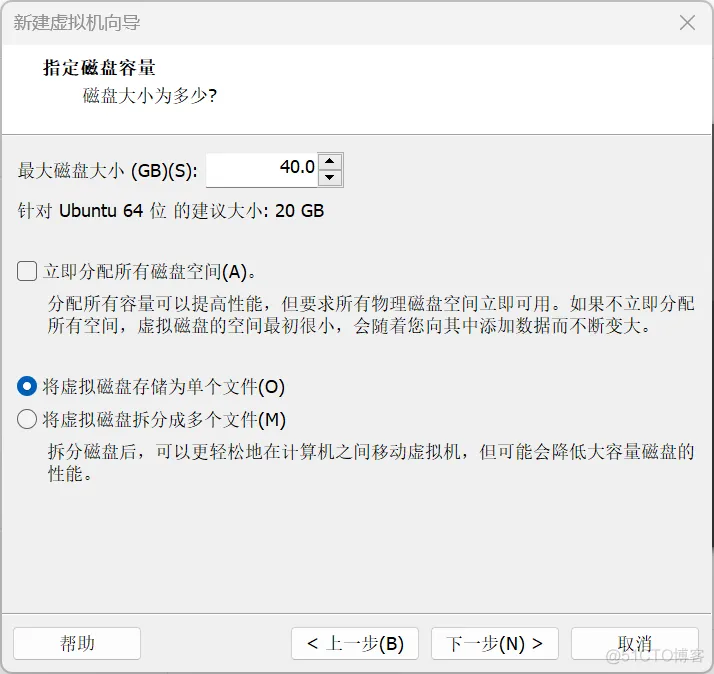 新建虚拟机向导
指定磁盘容量
磁盘大小为多少?
最大磁盘大小 (GB)(S): 40.0
针对 Ubuntu 64 位 的建议大小: 20 GB
立即分配所有磁盘空间(A)。
分配所有容量可以提高性能，但要求所有物理磁盘空间立即可用。如果不立即分配
所有空间，虚拟磁盘的空间最初很小，会随着您向其中添加数据而不断变大。
将虚拟磁盘存储为单个文件(O)
将虚拟磁盘拆分成多个文件(M)
拆分磁盘后，可以更轻松地在计算机之间移动虚拟机，但可能会降低大容量磁盘的
性能。
帮助 < 上一步(B) 下一步(N) > 取消
@51CTO博客